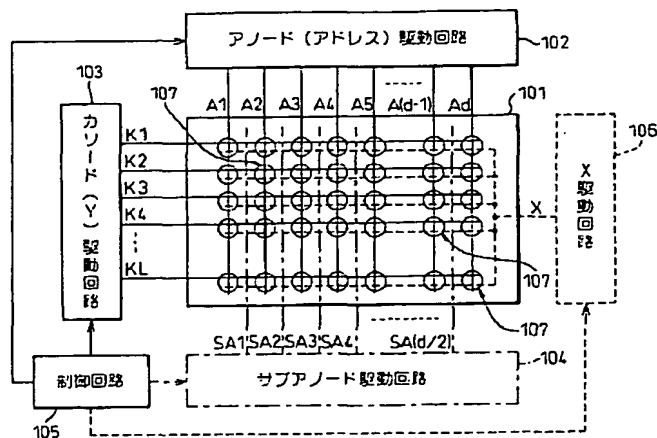 アノード（アドレス）駆動回路
102
103
107
A1 A2 A3 A4 A5 A(d-1) Ad
101
106
カソード（Y）駆動回路
K1
K2
K3
K4
KL
X
X駆動回路
107
107
SA1 SA2 SA3 SA4 SA(d/2)
104
制御回路
サブアノード駆動回路
105